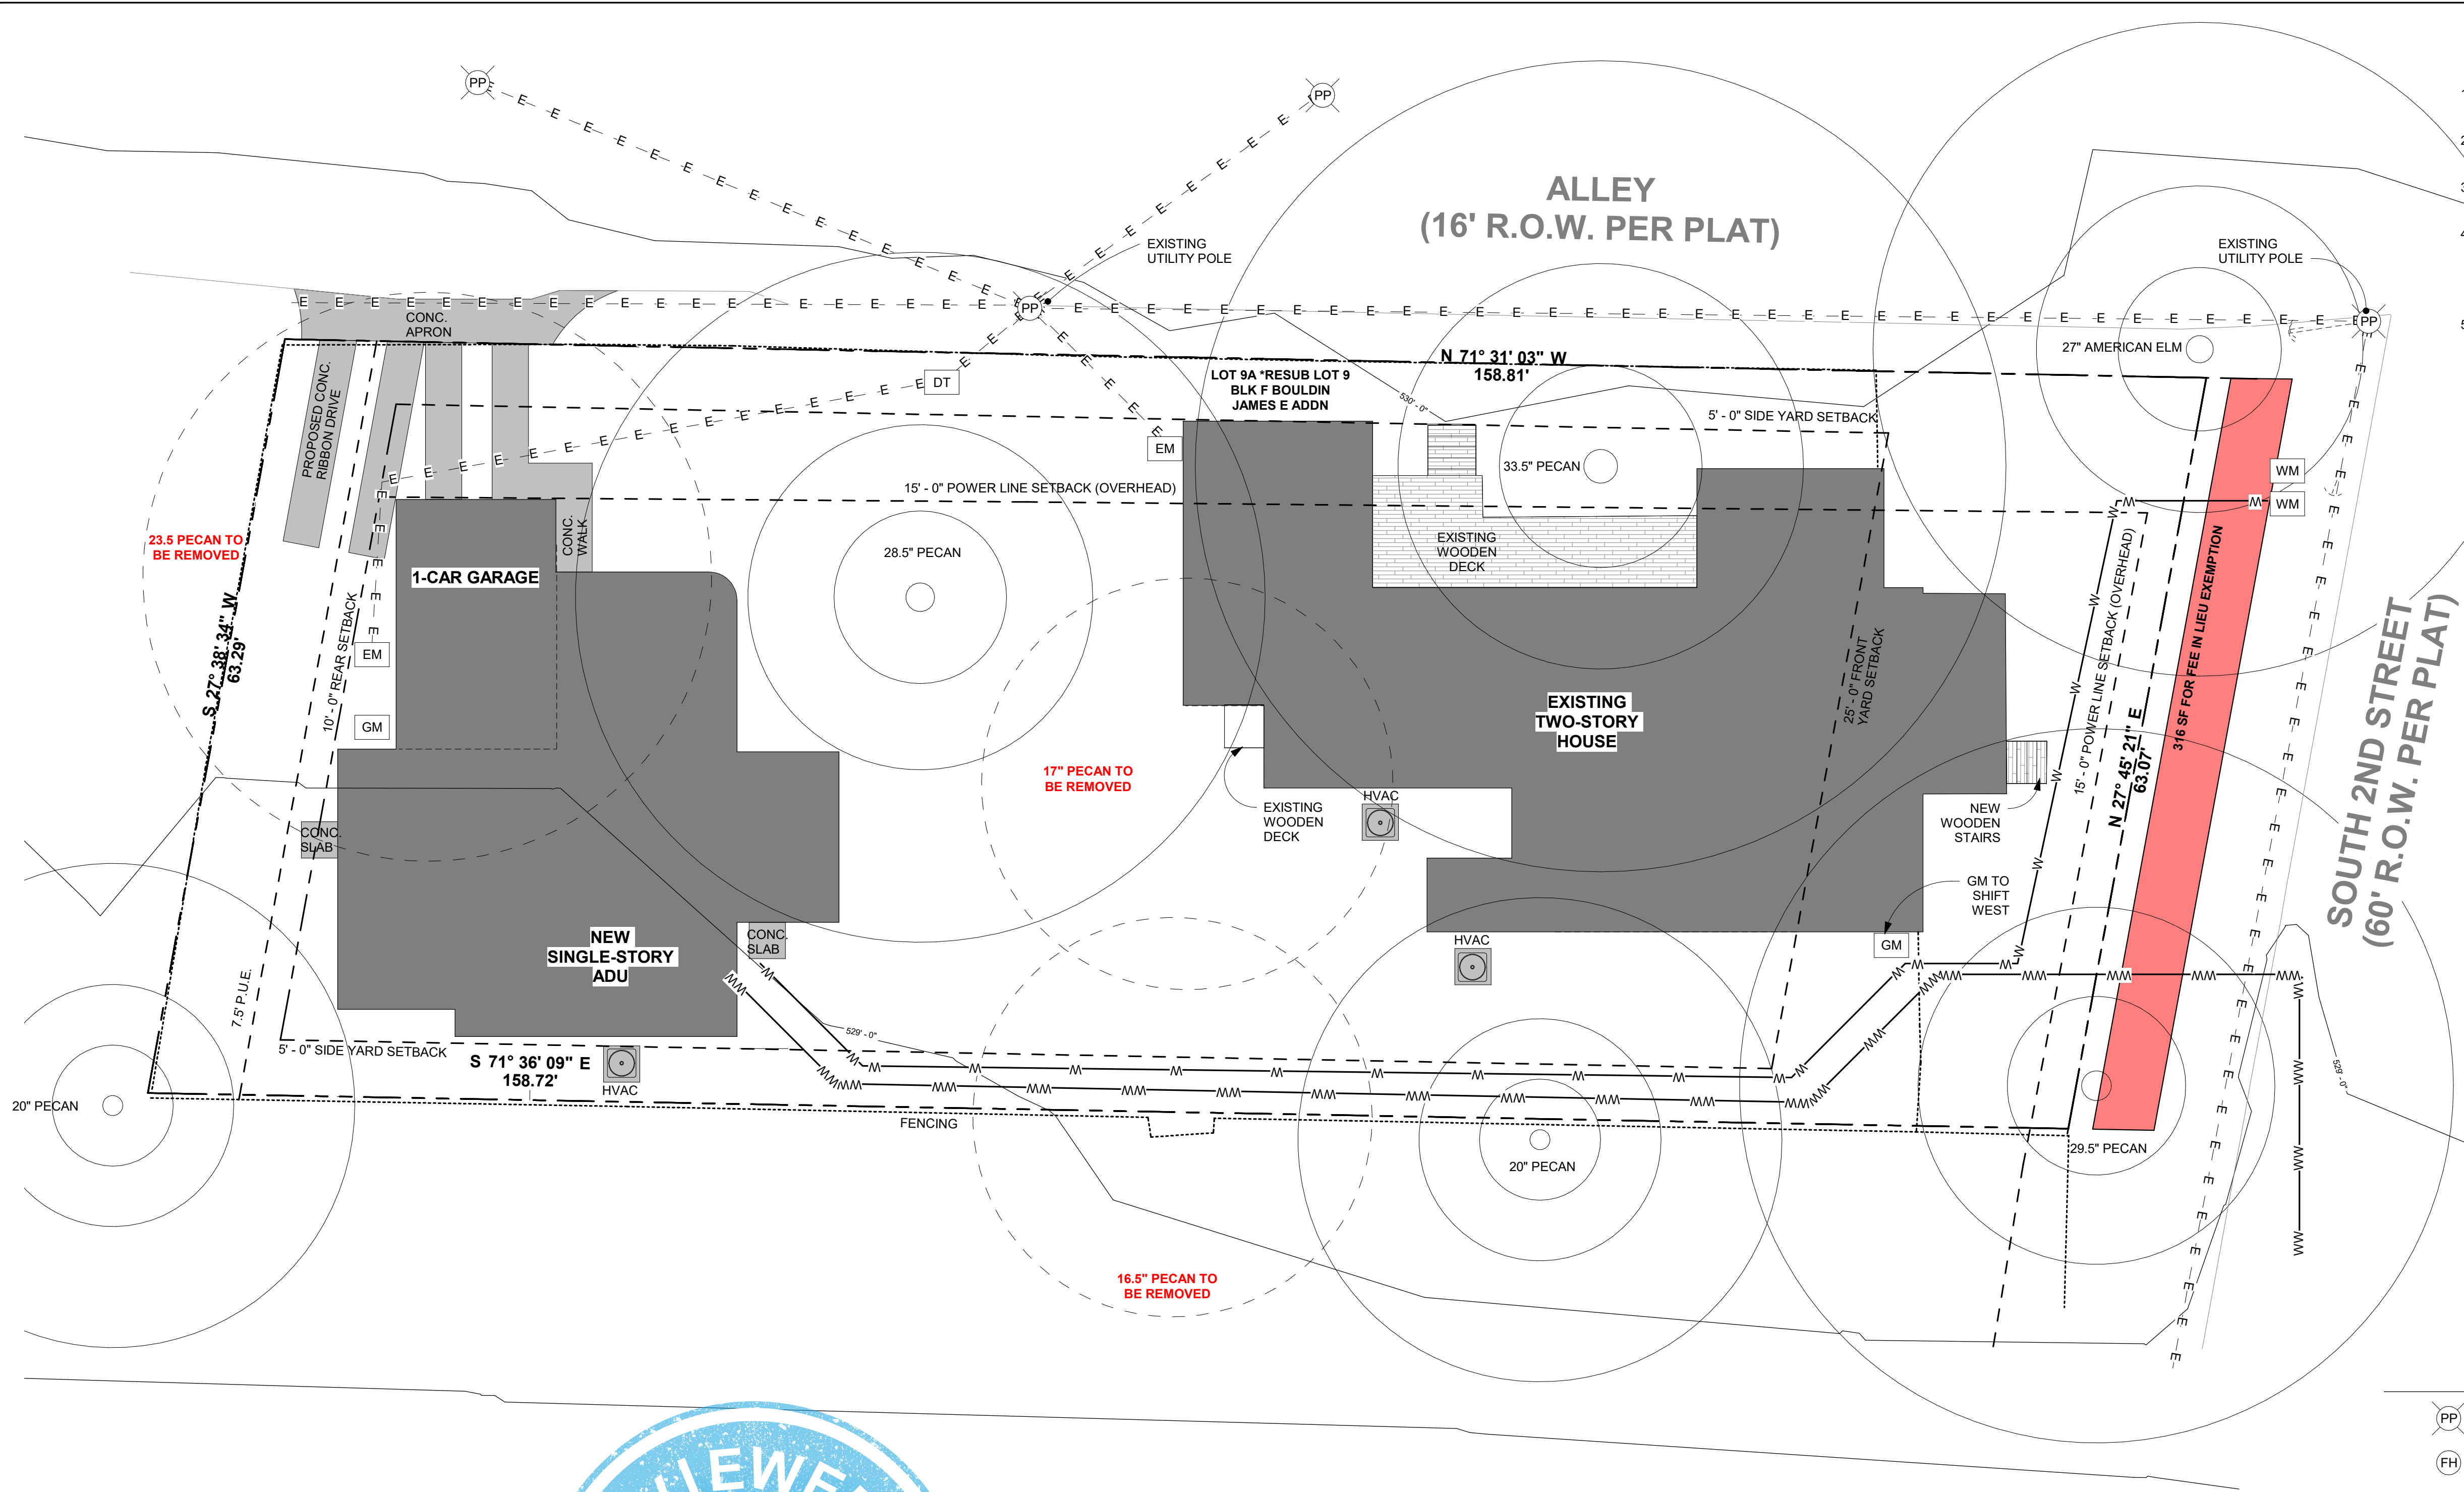 PP
PP
ALLEY
(16' R.O.W. PER PLAT)
EXISTING
UTILITY POLE
EXISTING
UTILITY POLE
CONC.
APRON
PP
PP
27" AMERICAN ELM
N 71° 31' 03" W
158.81'
LOT 9A *RESUB LOT 9
BLK F BOULDIN
JAMES E ADDN
DT
530' - 0"
5' - 0" SIDE YARD SETBACK
PROPOSED CONC.
RIBBON DRIVE
EM
33.5" PECAN
WM
WM
15' - 0" POWER LINE SETBACK (OVERHEAD)
CONC.
WALK
23.5 PECAN TO
BE REMOVED
28.5" PECAN
EXISTING
WOODEN
DECK
1-CAR GARAGE
15' - 0" POWER LINE SETBACK (OVERHEAD)
316 SF FOR FEE IN LIEU EXEMPTION
S 27° 38' 34" W
63.29'
10' - 0" REAR SETBACK
EM
GM
25' - 0" FRONT
YARD SETBACK
EXISTING
TWO-STORY
HOUSE
N 27° 45' 21" E
63.07'
SOUTH 2ND STREET
(60' R.O.W. PER PLAT)
17" PECAN TO
BE REMOVED
HVAC
EXISTING
WOODEN
DECK
NEW
WOODEN
STAIRS
CONC.
SLAB
GM TO
SHIFT
WEST
NEW
SINGLE-STORY
ADU
CONC.
SLAB
HVAC
GM
7.5' P.U.E.
529' - 0"
529' - 0"
5' - 0" SIDE YARD SETBACK
S 71° 36' 09" E
158.72'
HVAC
20" PECAN
FENCING
20" PECAN
29.5" PECAN
16.5" PECAN TO
BE REMOVED
PP
FH